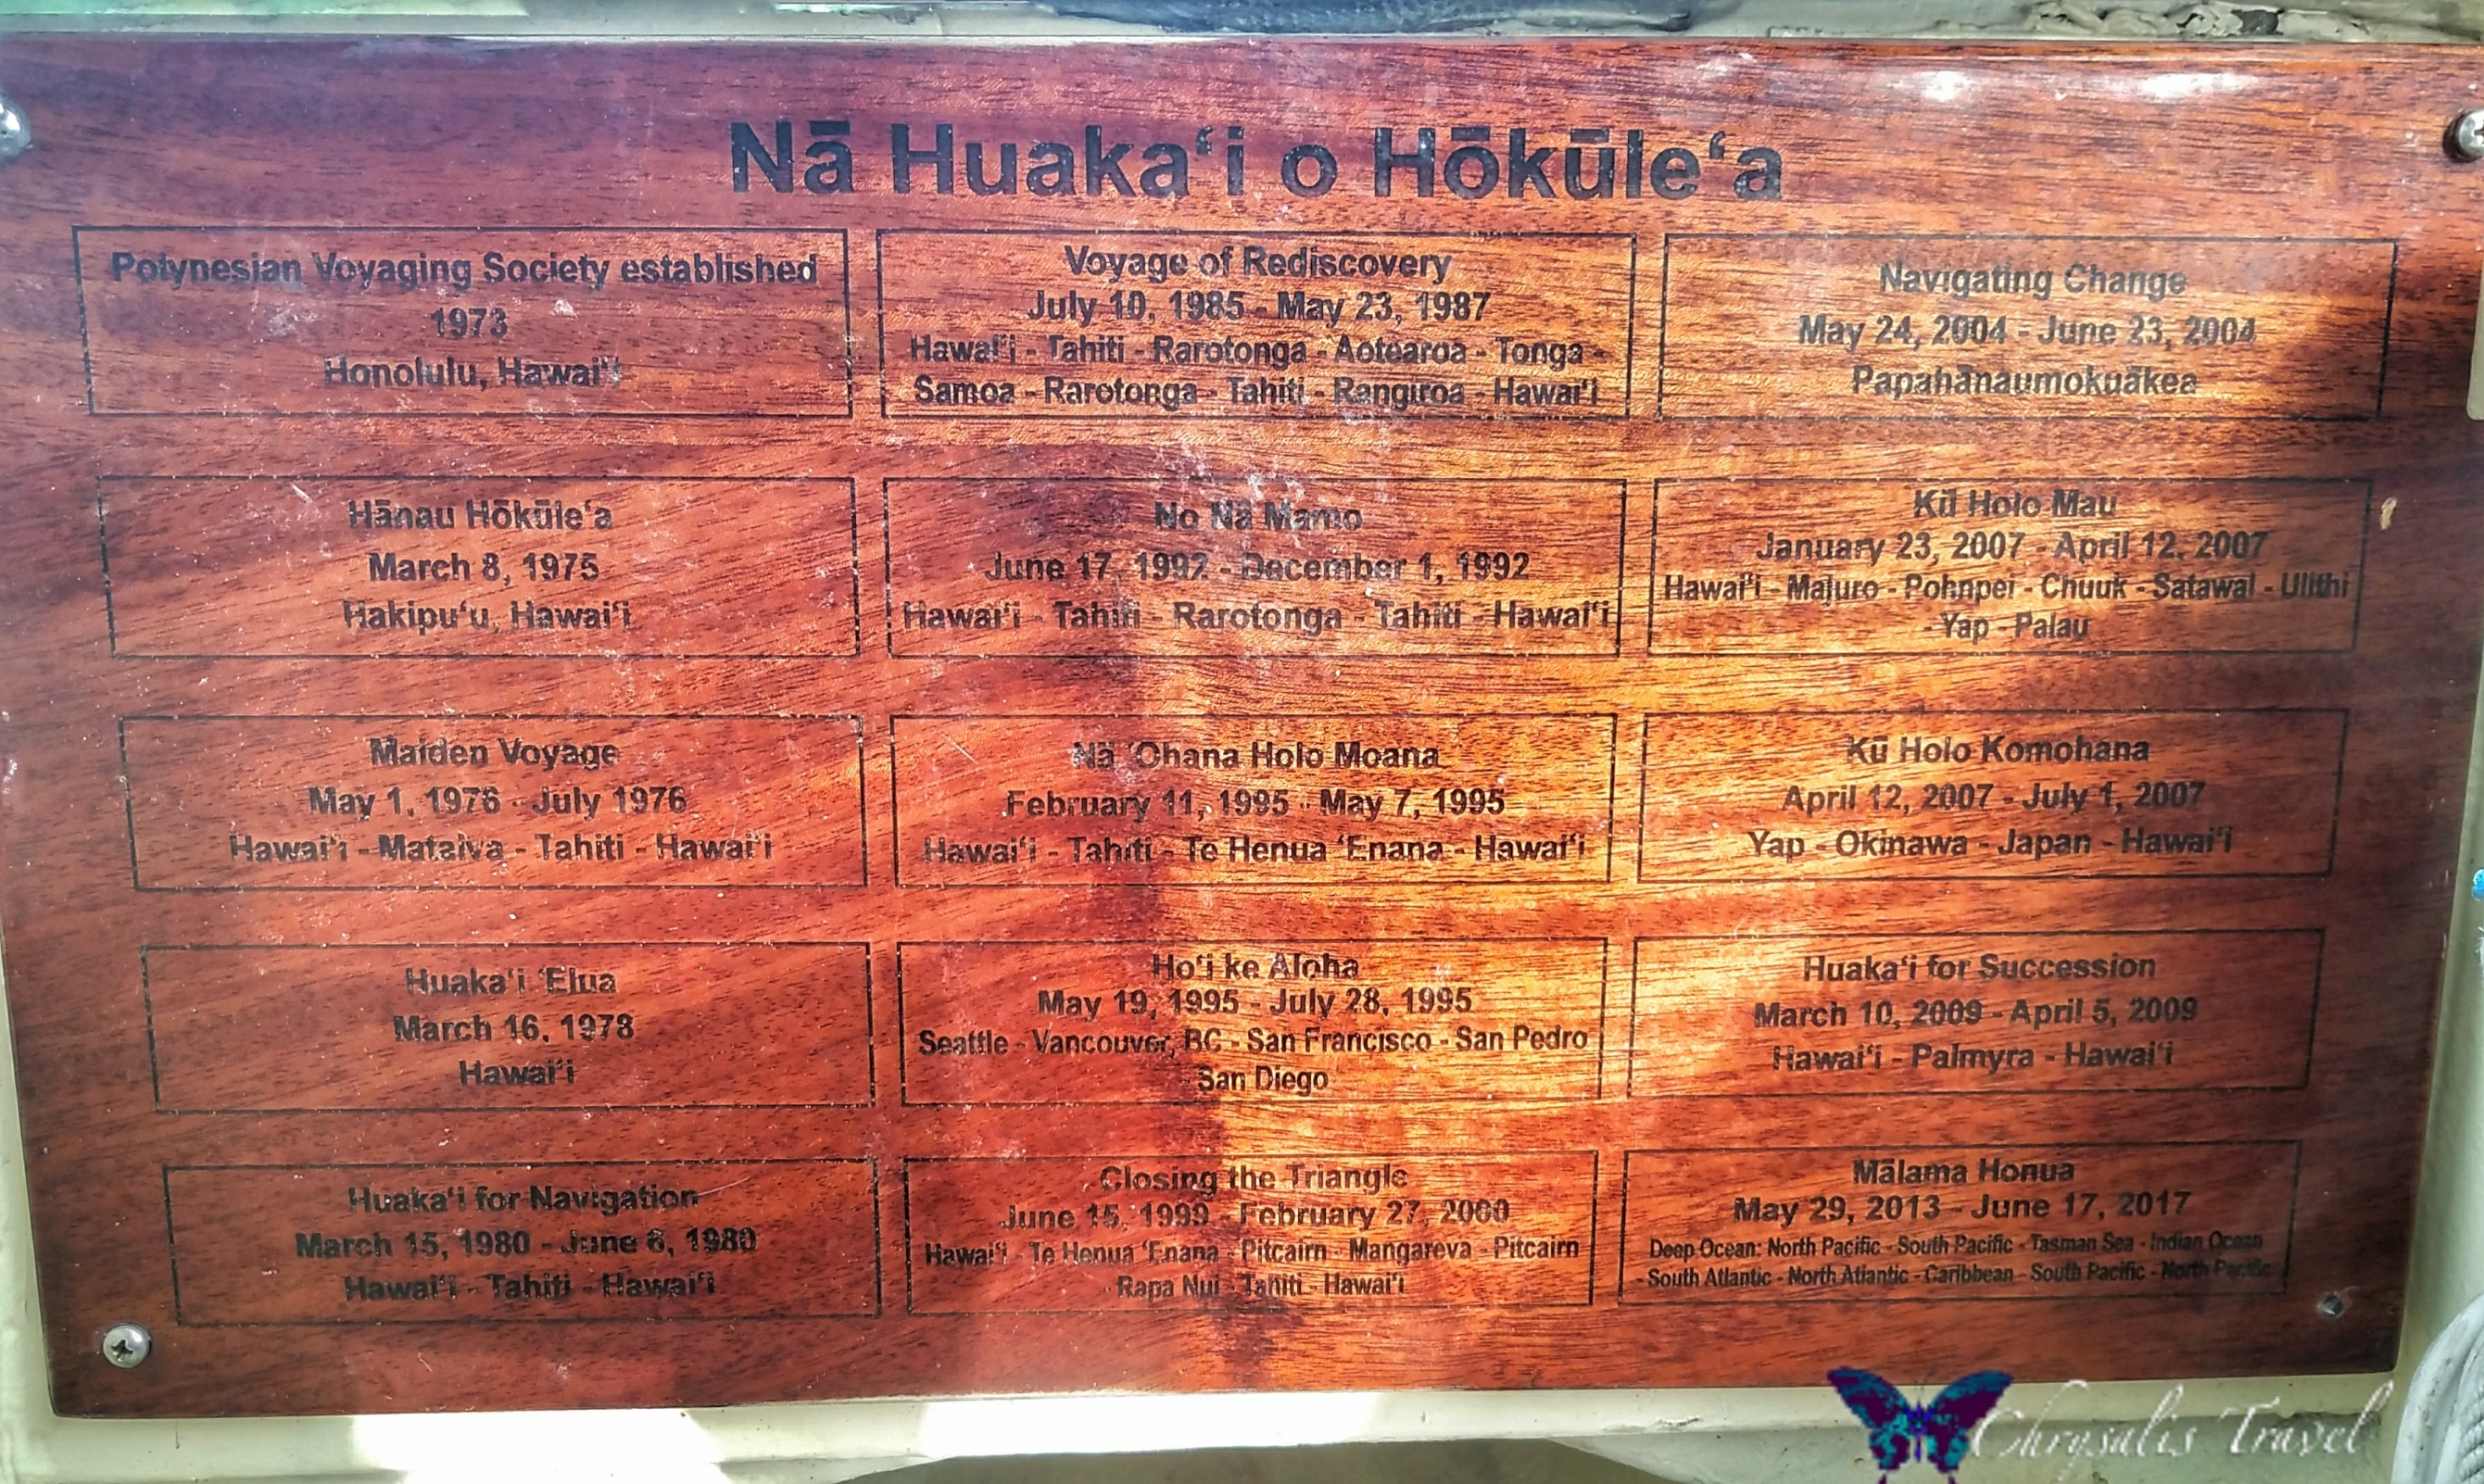 Nā Huakaʻi o Hōkūleʻa
Polynesian Voyaging Society established
1973
Honolulu, Hawaiʻi
Hānau Hōkūleʻa
March 8, 1975
Hakipuʻu, Hawaiʻi
Maiden Voyage
May 1, 1976 - July 1976
Hawaiʻi - Mataiva - Tahiti - Hawaiʻi
Huakaʻi ʻElua
March 16, 1978
Hawaiʻi
Huakaʻi for Navigation
March 15, 1980 - June 6, 1980
Hawaiʻi - Tahiti - Hawaiʻi
Voyage of Rediscovery
July 10, 1985 - May 23, 1987
Hawaiʻi - Tahiti - Rarotonga - Aotearoa - Tonga -
Samoa - Rarotonga - Tahiti - Rangiroa - Hawaiʻi
No Nā Mamo
June 17, 1992 - December 1, 1992
Hawaiʻi - Tahiti - Rarotonga - Tahiti - Hawaiʻi
Nā ʻOhana Holo Moana
February 11, 1995 - May 7, 1995
Hawaiʻi - Tahiti - Te Henua ʻEnana - Hawaiʻi
Hoʻi ke Aloha
May 19, 1995 - July 28, 1995
Seattle - Vancouver, BC - San Francisco - San Pedro
- San Diego
Closing the Triangle
June 15, 1999 - February 27, 2000
Hawaiʻi - Te Henua ʻEnana - Pitcairn - Mangareva - Pitcairn
- Rapa Nui - Tahiti - Hawaiʻi
Navigating Change
May 24, 2004 - June 23, 2004
Papahānaumokuākea
Kū Holo Mau
January 23, 2007 - April 12, 2007
Hawaiʻi - Majuro - Pohnpei - Chuuk - Satawal - Ulithi
- Yap - Palau
Kū Holo Komohana
April 12, 2007 - July 1, 2007
Yap - Okinawa - Japan - Hawaiʻi
Huakaʻi for Succession
March 10, 2009 - April 5, 2009
Hawaiʻi - Palmyra - Hawaiʻi
Mālama Honua
May 29, 2013 - June 17, 2017
Deep Ocean: North Pacific - South Pacific - Tasman Sea - Indian Ocean
- South Atlantic - North Atlantic - Caribbean - South Pacific - North Pacific
Chrysalis Travel